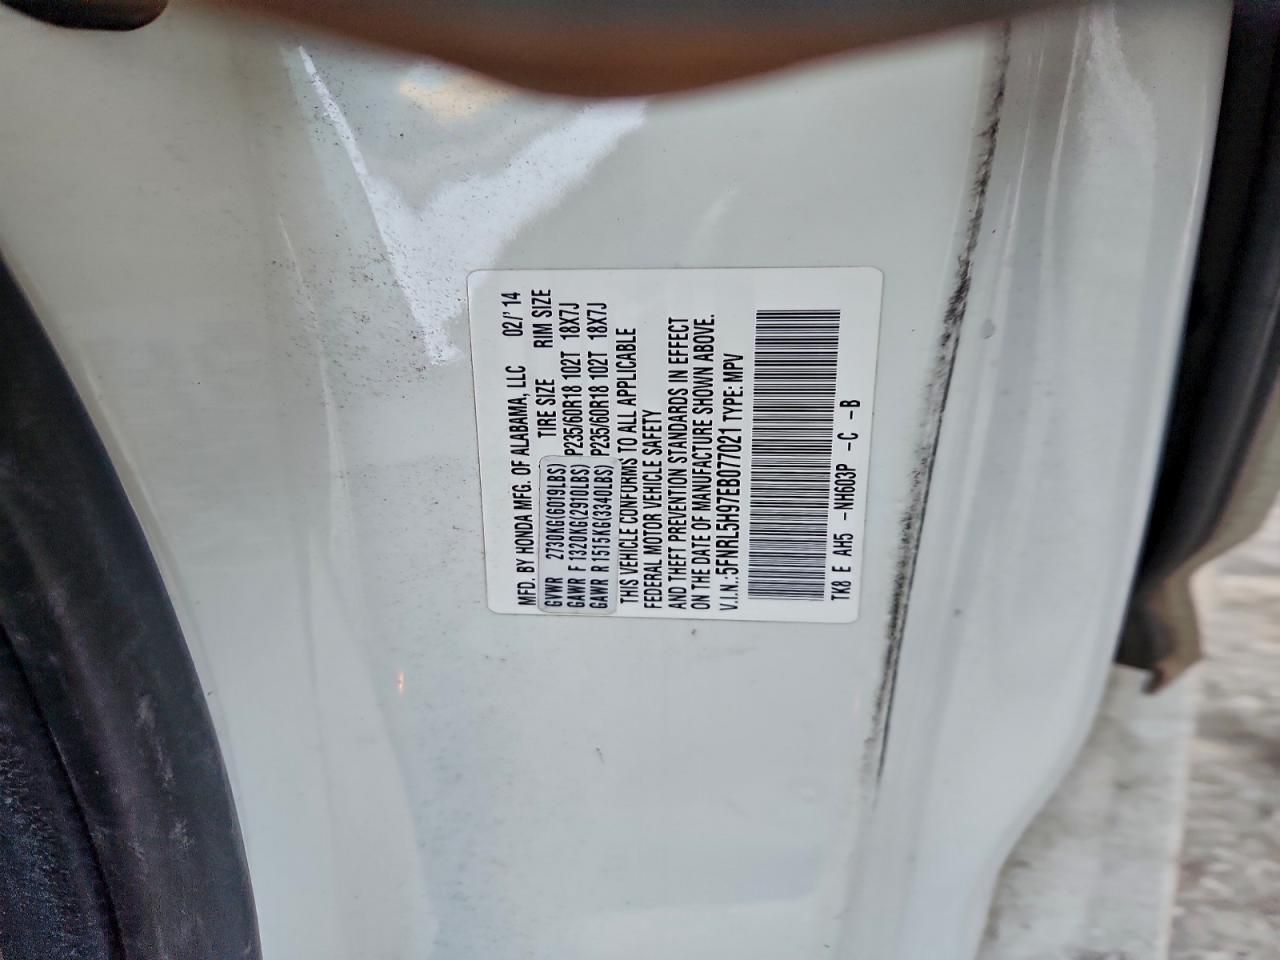 MFD. BY HONDA MFG. OF ALABAMA, LLC 02/'14
GVWR 2730KG(6019LBS) TIRE SIZE RIM SIZE
GAWR F 1320KG(2910LBS) P235/60R18 102T 18X7J
GAWR R 1515KG(3340LBS) P235/60R18 102T 18X7J
THIS VEHICLE CONFORMS TO ALL APPLICABLE
FEDERAL MOTOR VEHICLE SAFETY
AND THEFT PREVENTION STANDARDS IN EFFECT
ON THE DATE OF MANUFACTURE SHOWN ABOVE.
V.I.N.:5FNRL5H97EB077021 TYPE: MPV
TK8 E AH5 -NH603P -C -B